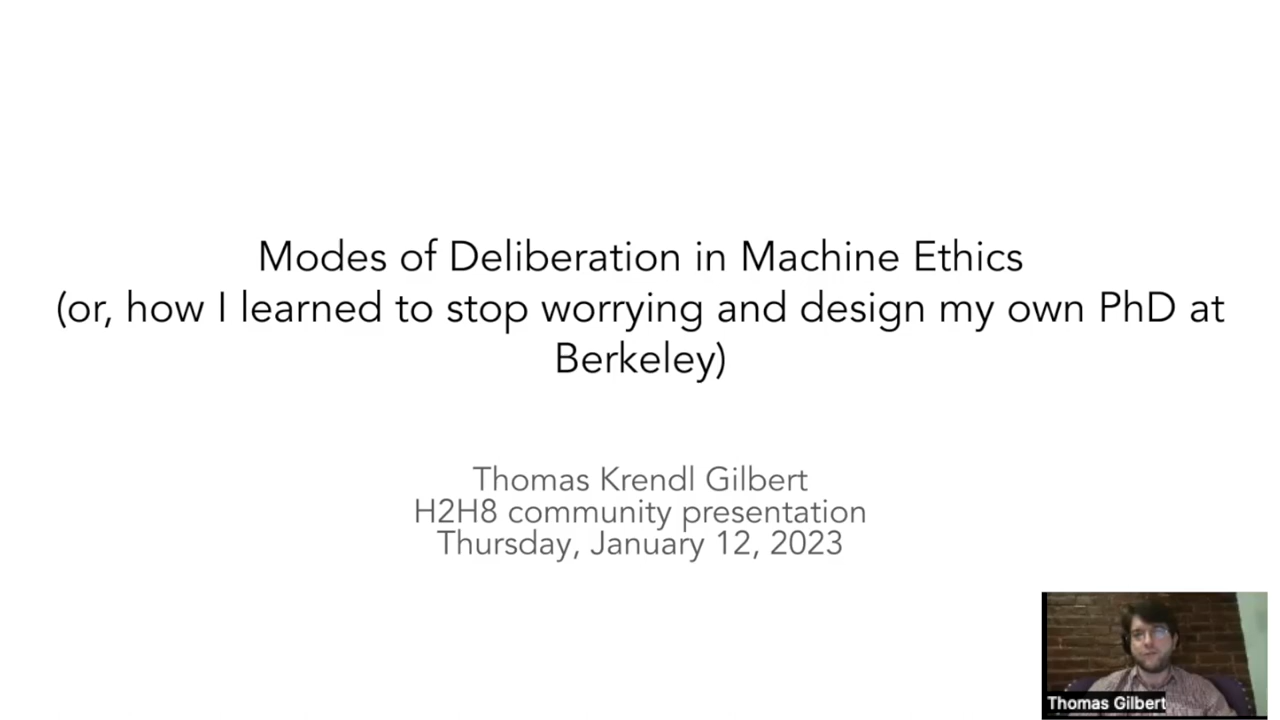 Modes of Deliberation in Machine Ethics
(or, how I learned to stop worrying and design my own PhD at
Berkeley)
Thomas Krendl Gilbert
H2H8 community presentation
Thursday, January 12, 2023
Thomas Gilbert